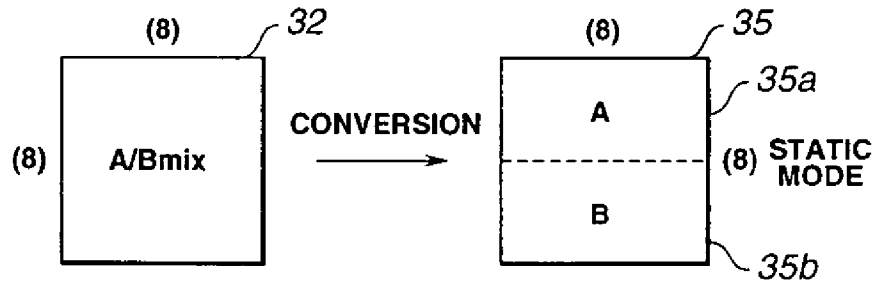 (8) 32
(8) A/Bmix
CONVERSION
(8) 35
A 35a
(8) STATIC
MODE
B
35b